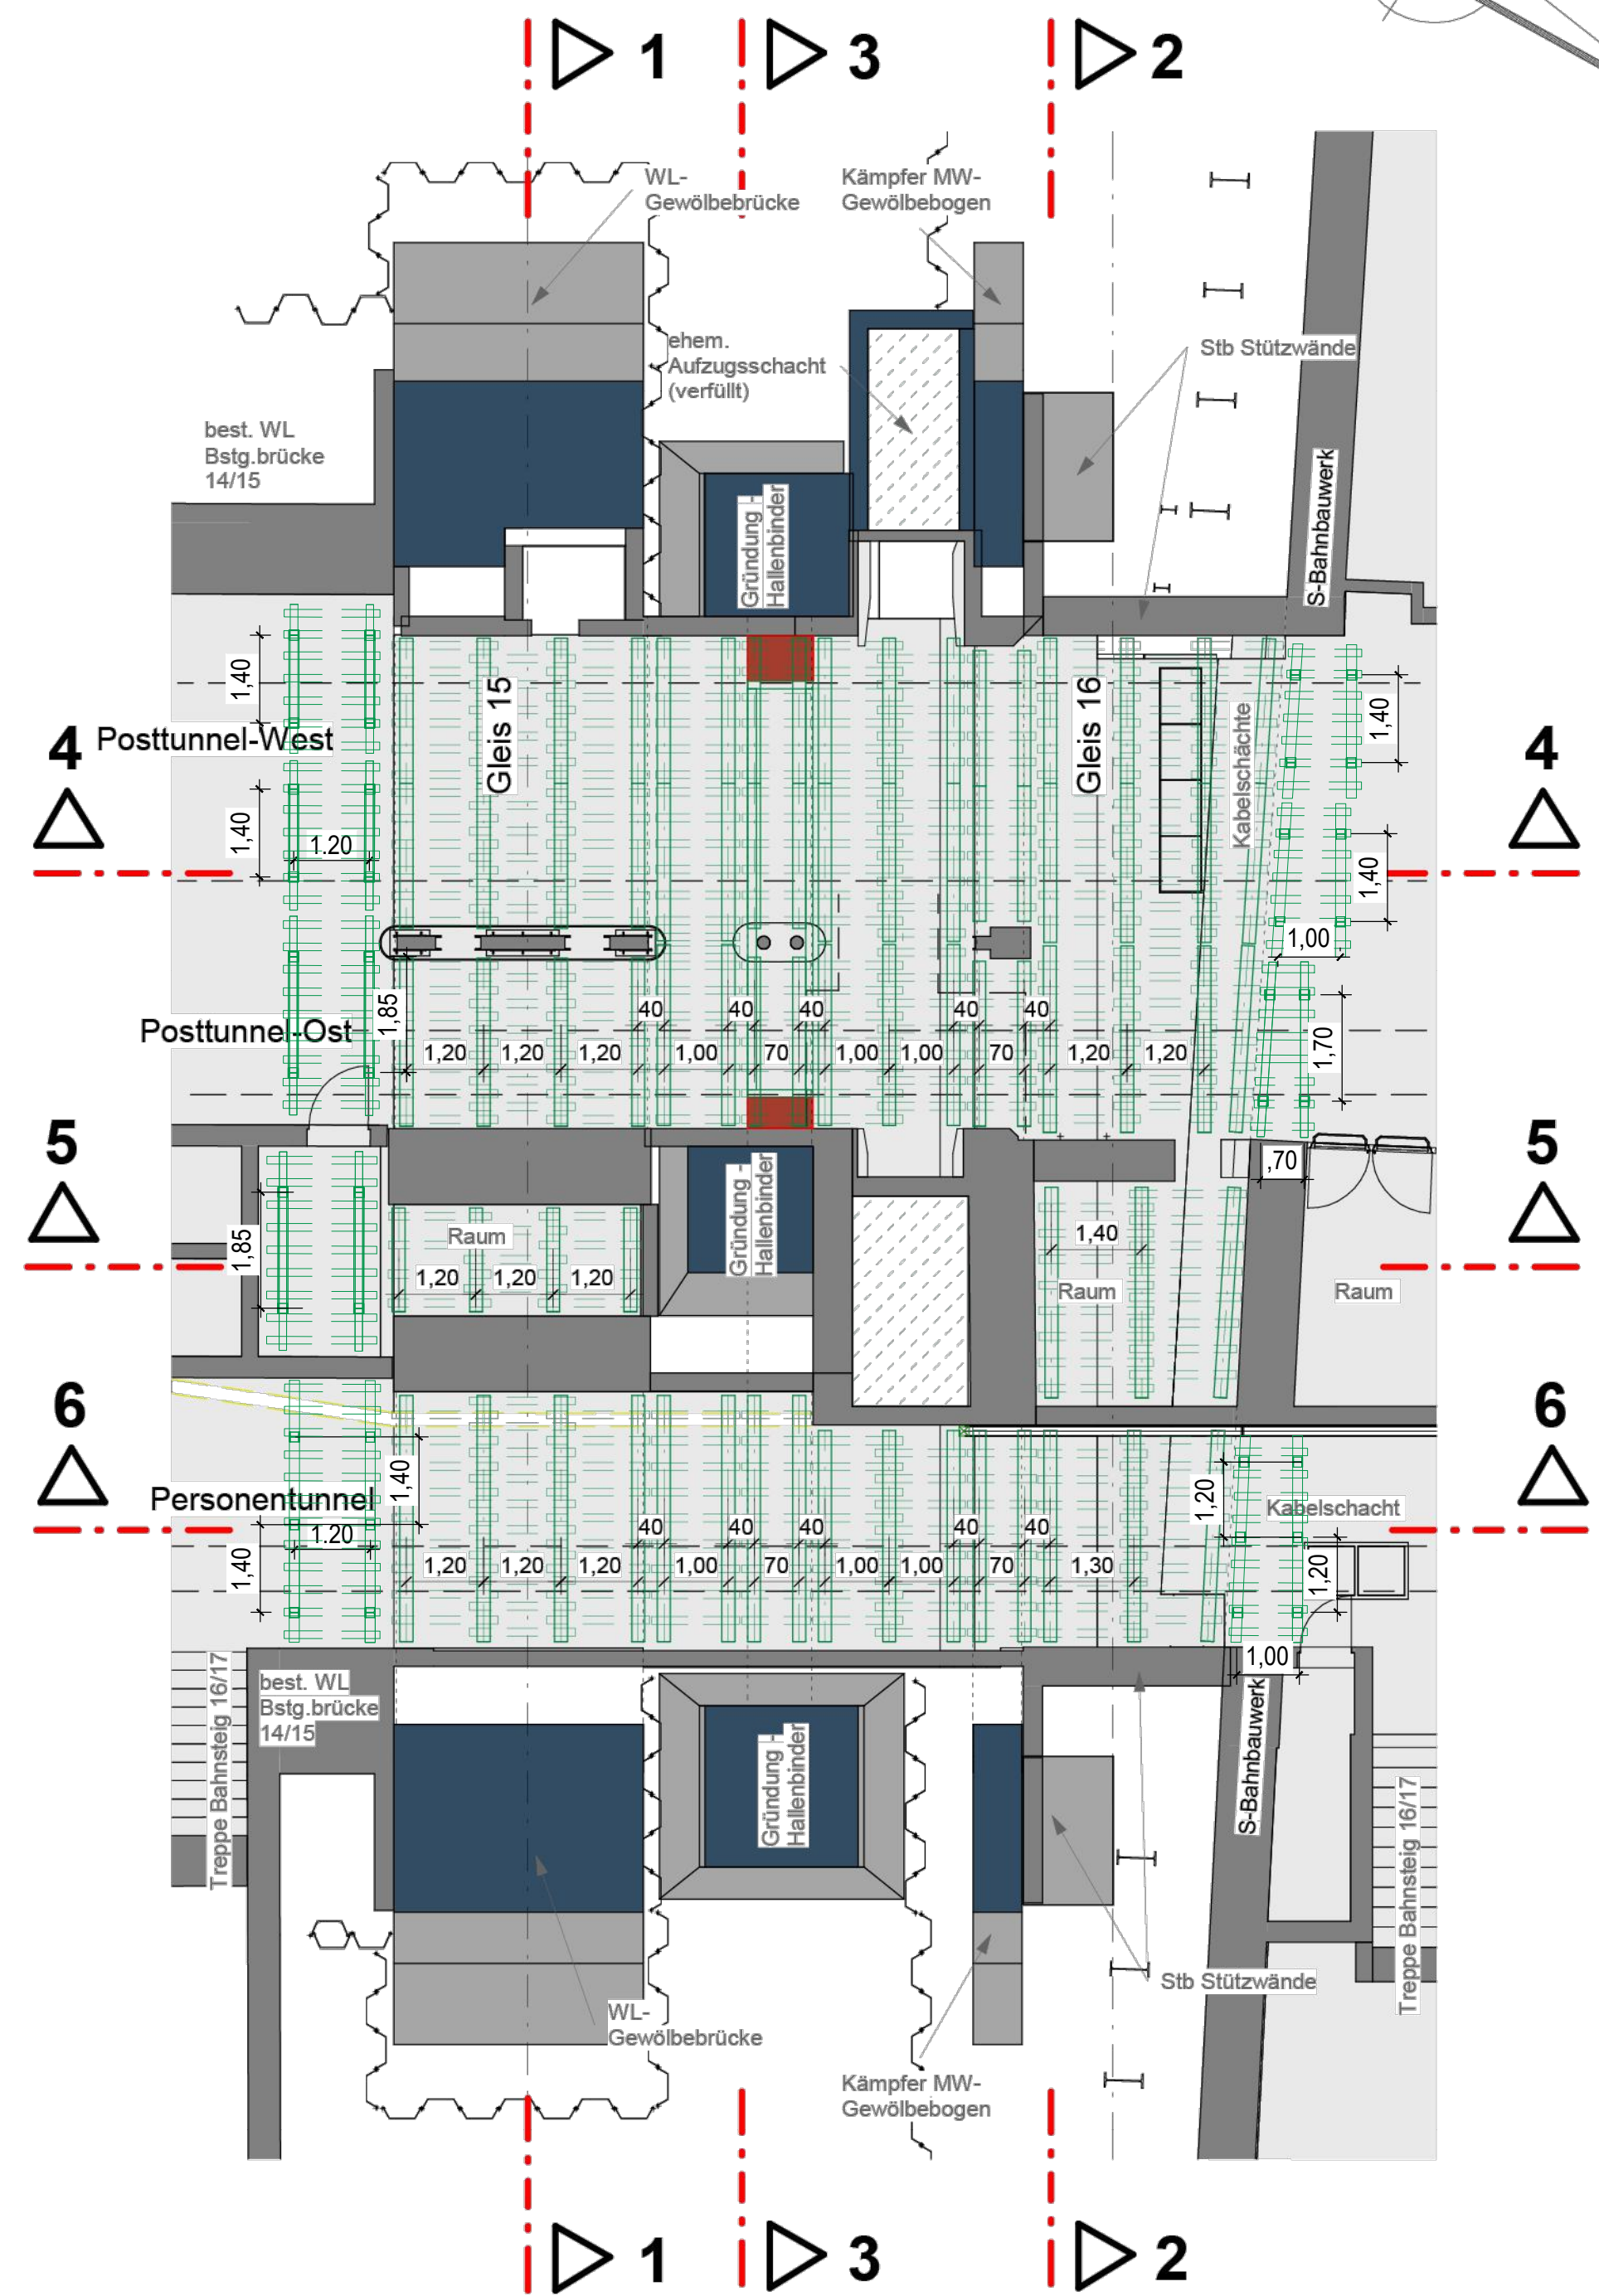 1
3
2
WL-
Gewölbebrücke
Kämpfer MW-
Gewölbebogen
ehem.
Aufzugsschacht
(verfüllt)
Stb Stützwände
best. WL
Bstg.brücke
14/15
Gründung -
Hallenbinder
S-Bahnbauwerk
1,40
Gleis 15
Gleis 16
Kabelschächte
1,40
4
Posttunnel-West
4
1,40
1.20
1,40
1,00
Posttunnel-Ost
1,85
40
40
40
40
40
1,20
1,20
1,20
1,00
70
1,00
1,00
70
1,20
1,20
1,70
5
5
Gründung -
Hallenbinder
,70
1,85
Raum
1,20
1,20
1,20
1,40
Raum
Raum
6
6
1,40
1,20
Personentunnel
Kabelschacht
1.20
1,40
40
40
40
40
40
1,20
1,20
1,20
1,00
70
1,00
1,00
70
1,30
1,20
1,00
Treppe Bahnsteig 16/17
best. WL
Bstg.brücke
14/15
Gründung -
Hallenbinder
S-Bahnbauwerk
Treppe Bahnsteig 16/17
Stb Stützwände
WL-
Gewölbebrücke
Kämpfer MW-
Gewölbebogen
1
3
2